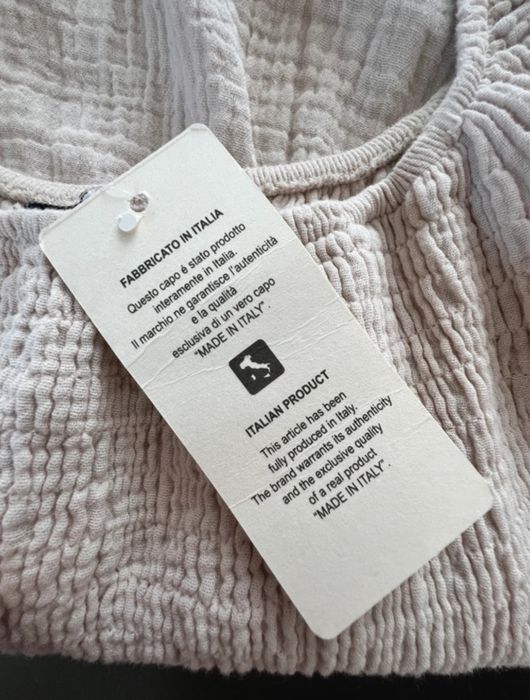 FABBRICATO IN ITALIA
Questo capo è stato prodotto
interamente in Italia.
Il marchio ne garantisce l'autenticità
e la qualità
esclusiva di un vero capo
"MADE IN ITALY".
ITALIAN PRODUCT
This article has been
fully produced in Italy.
The brand warrants its authenticity
and the exclusive quality
of a real product
"MADE IN ITALY".